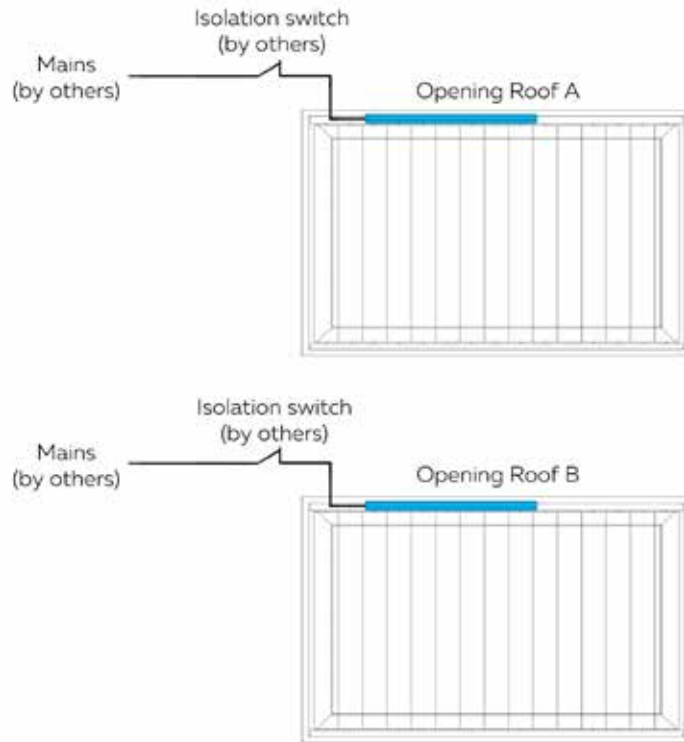 Isolation switch
(by others)
Mains
(by others)
Opening Roof A
Isolation switch
(by others)
Mains
(by others)
Opening Roof B